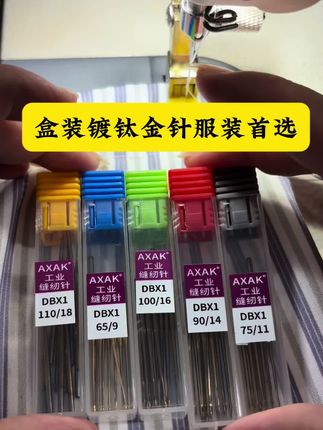 盒装镀钛金针服装首选
AXAK®
工业
缝纫针
DBX1
110/18
AXAK®
工业
缝纫针
DBX1
65/9
AXAK®
工业
缝纫针
DBX1
100/16
AXAK®
工业
缝纫针
DBX1
90/14
AXAK®
工业
缝纫针
DBX1
75/11